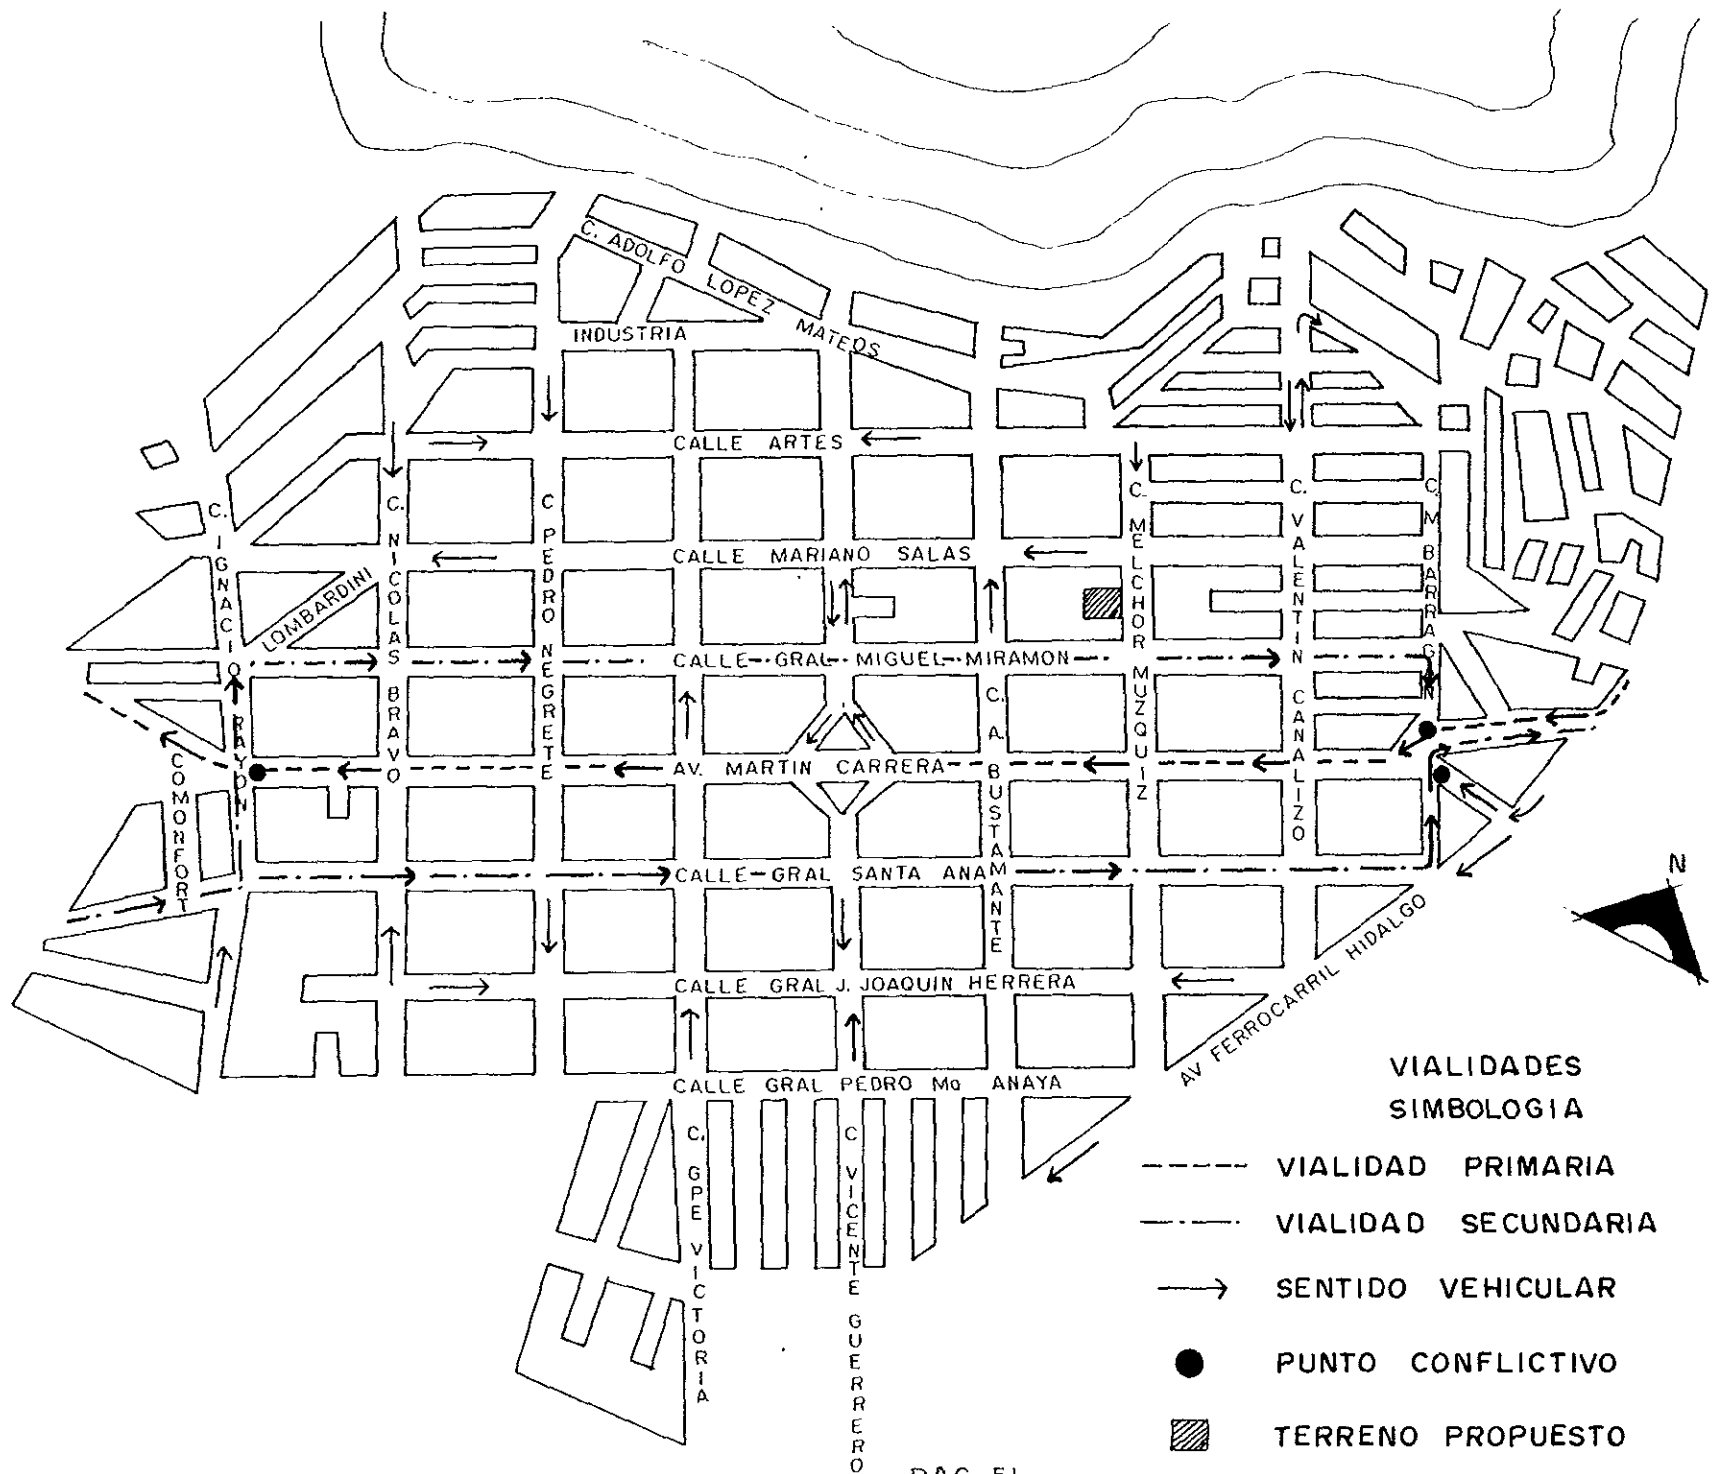 C. ADOLFO LOPEZ MATEOS
INDUSTRIA
CALLE ARTES
C. IGNACIO RAYON
C. NICOLAS BRAVO
C PEDRO NEGRETE
C. MELCHOR MUZQUIZ
C. VALENTIN CANALIZO
C. M. BARRAGAN
CALLE MARIANO SALAS
LOMBARDINI
CALLE GRAL MIGUEL MIRAMON
C. A. BUSTAMANTE
COMONFORT
AV. MARTIN CARRERA
CALLE GRAL SANTA ANA
CALLE GRAL J. JOAQUIN HERRERA
AV FERROCARRIL HIDALGO
N
CALLE GRAL PEDRO Ma ANAYA
C. GPE VICTORIA
C VICENTE GUERRERO
VIALIDADES
SIMBOLOGIA
VIALIDAD PRIMARIA
VIALIDAD SECUNDARIA
SENTIDO VEHICULAR
PUNTO CONFLICTIVO
TERRENO PROPUESTO